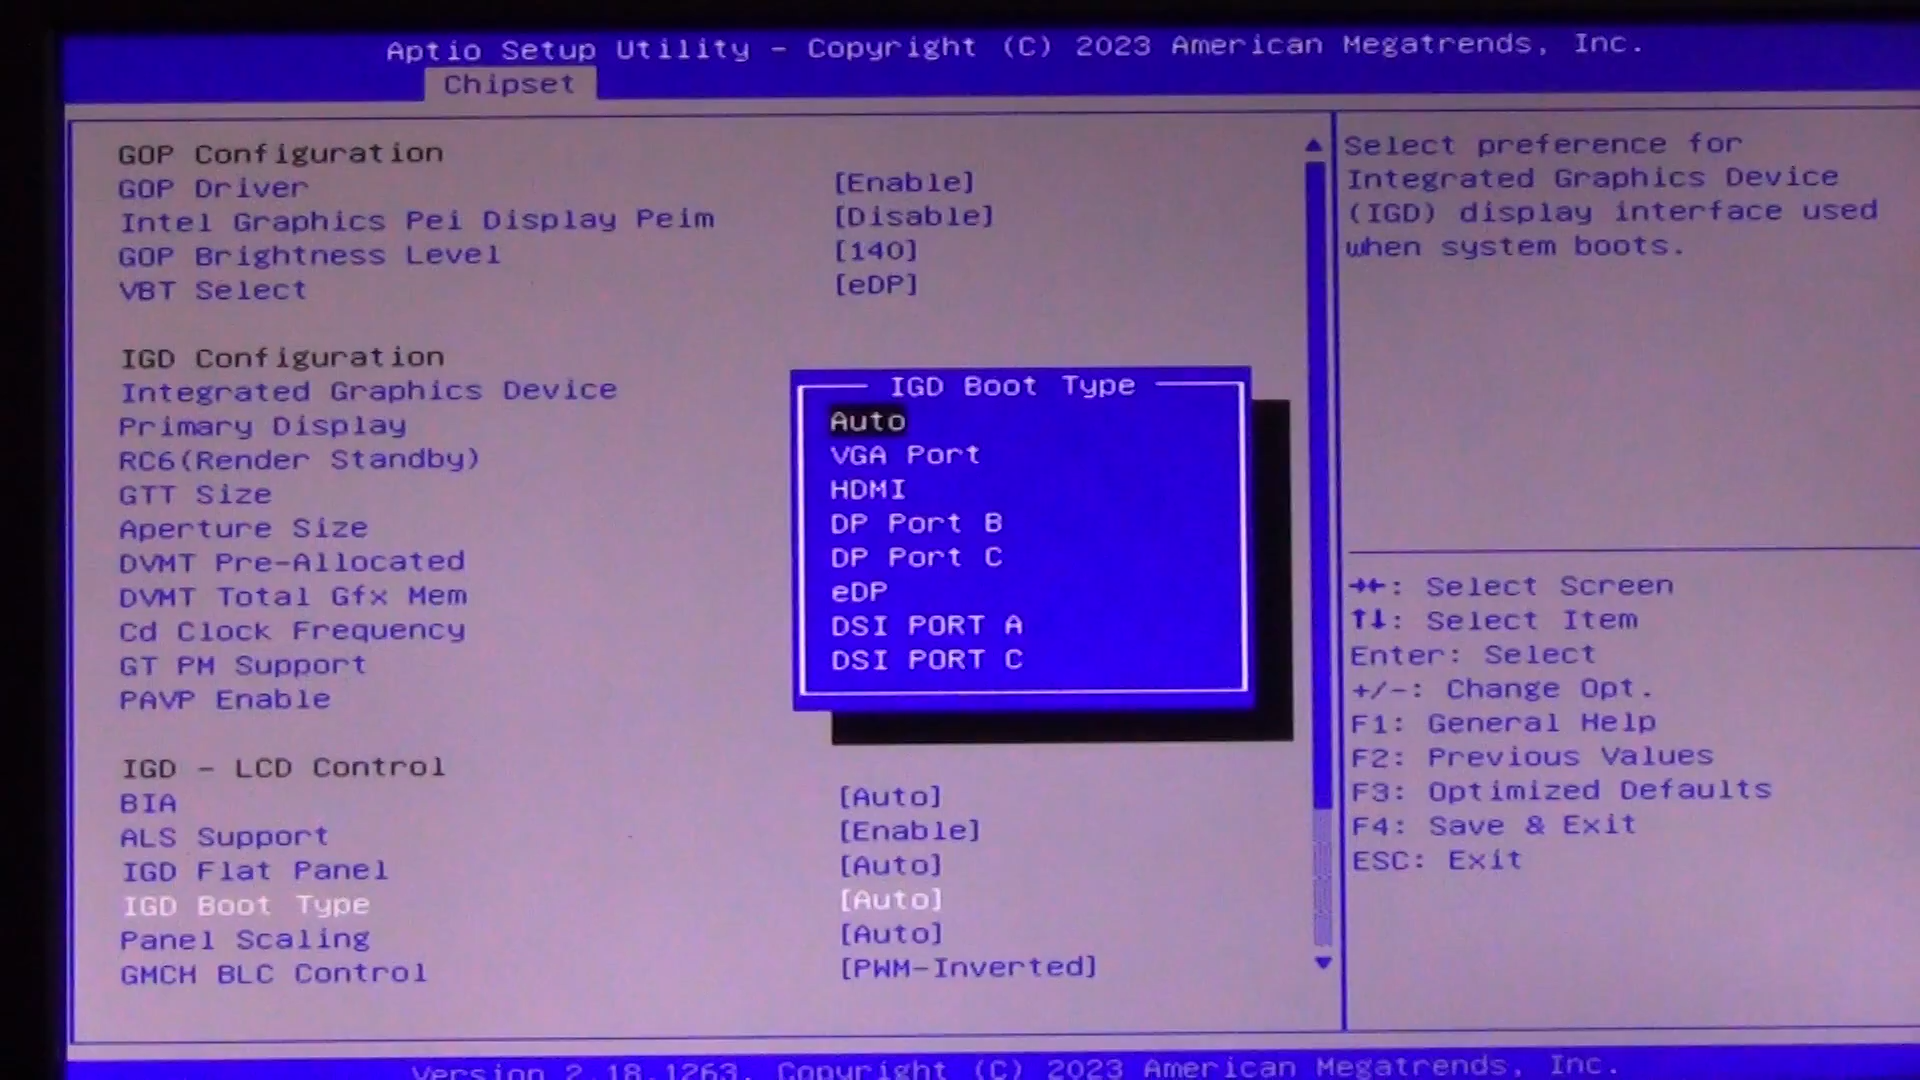 Aptio Setup Utility - Copyright (C) 2023 American Megatrends, Inc.
Chipset
GOP Configuration
GOP Driver [Enable]
Intel Graphics Pei Display Peim [Disable]
GOP Brightness Level [140]
VBT Select [eDP]
IGD Configuration
Integrated Graphics Device
Primary Display
RC6(Render Standby)
GTT Size
Aperture Size
DVMT Pre-Allocated
DVMT Total Gfx Mem
Cd Clock Frequency
GT PM Support
PAVP Enable
IGD - LCD Control
BIA [Auto]
ALS Support [Enable]
IGD Flat Panel [Auto]
IGD Boot Type [Auto]
Panel Scaling [Auto]
GMCH BLC Control [PWM-Inverted]
IGD Boot Type
Auto
VGA Port
HDMI
DP Port B
DP Port C
eDP
DSI PORT A
DSI PORT C
Select preference for
Integrated Graphics Device
(IGD) display interface used
when system boots.
→←: Select Screen
↑↓: Select Item
Enter: Select
+/-: Change Opt.
F1: General Help
F2: Previous Values
F3: Optimized Defaults
F4: Save & Exit
ESC: Exit
Version 2.18.1263. Copyright (C) 2023 American Megatrends, Inc.